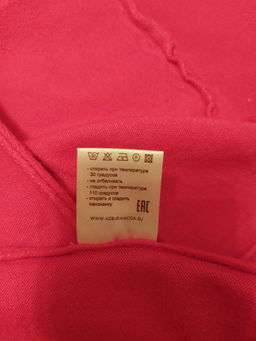 - стирать при температуре
30 градусов
- не отбеливать
- гладить при температуре
110 градусов
- стирать и гладить
наизнанку
EAC
WWW.AZBUKAMODA.RU